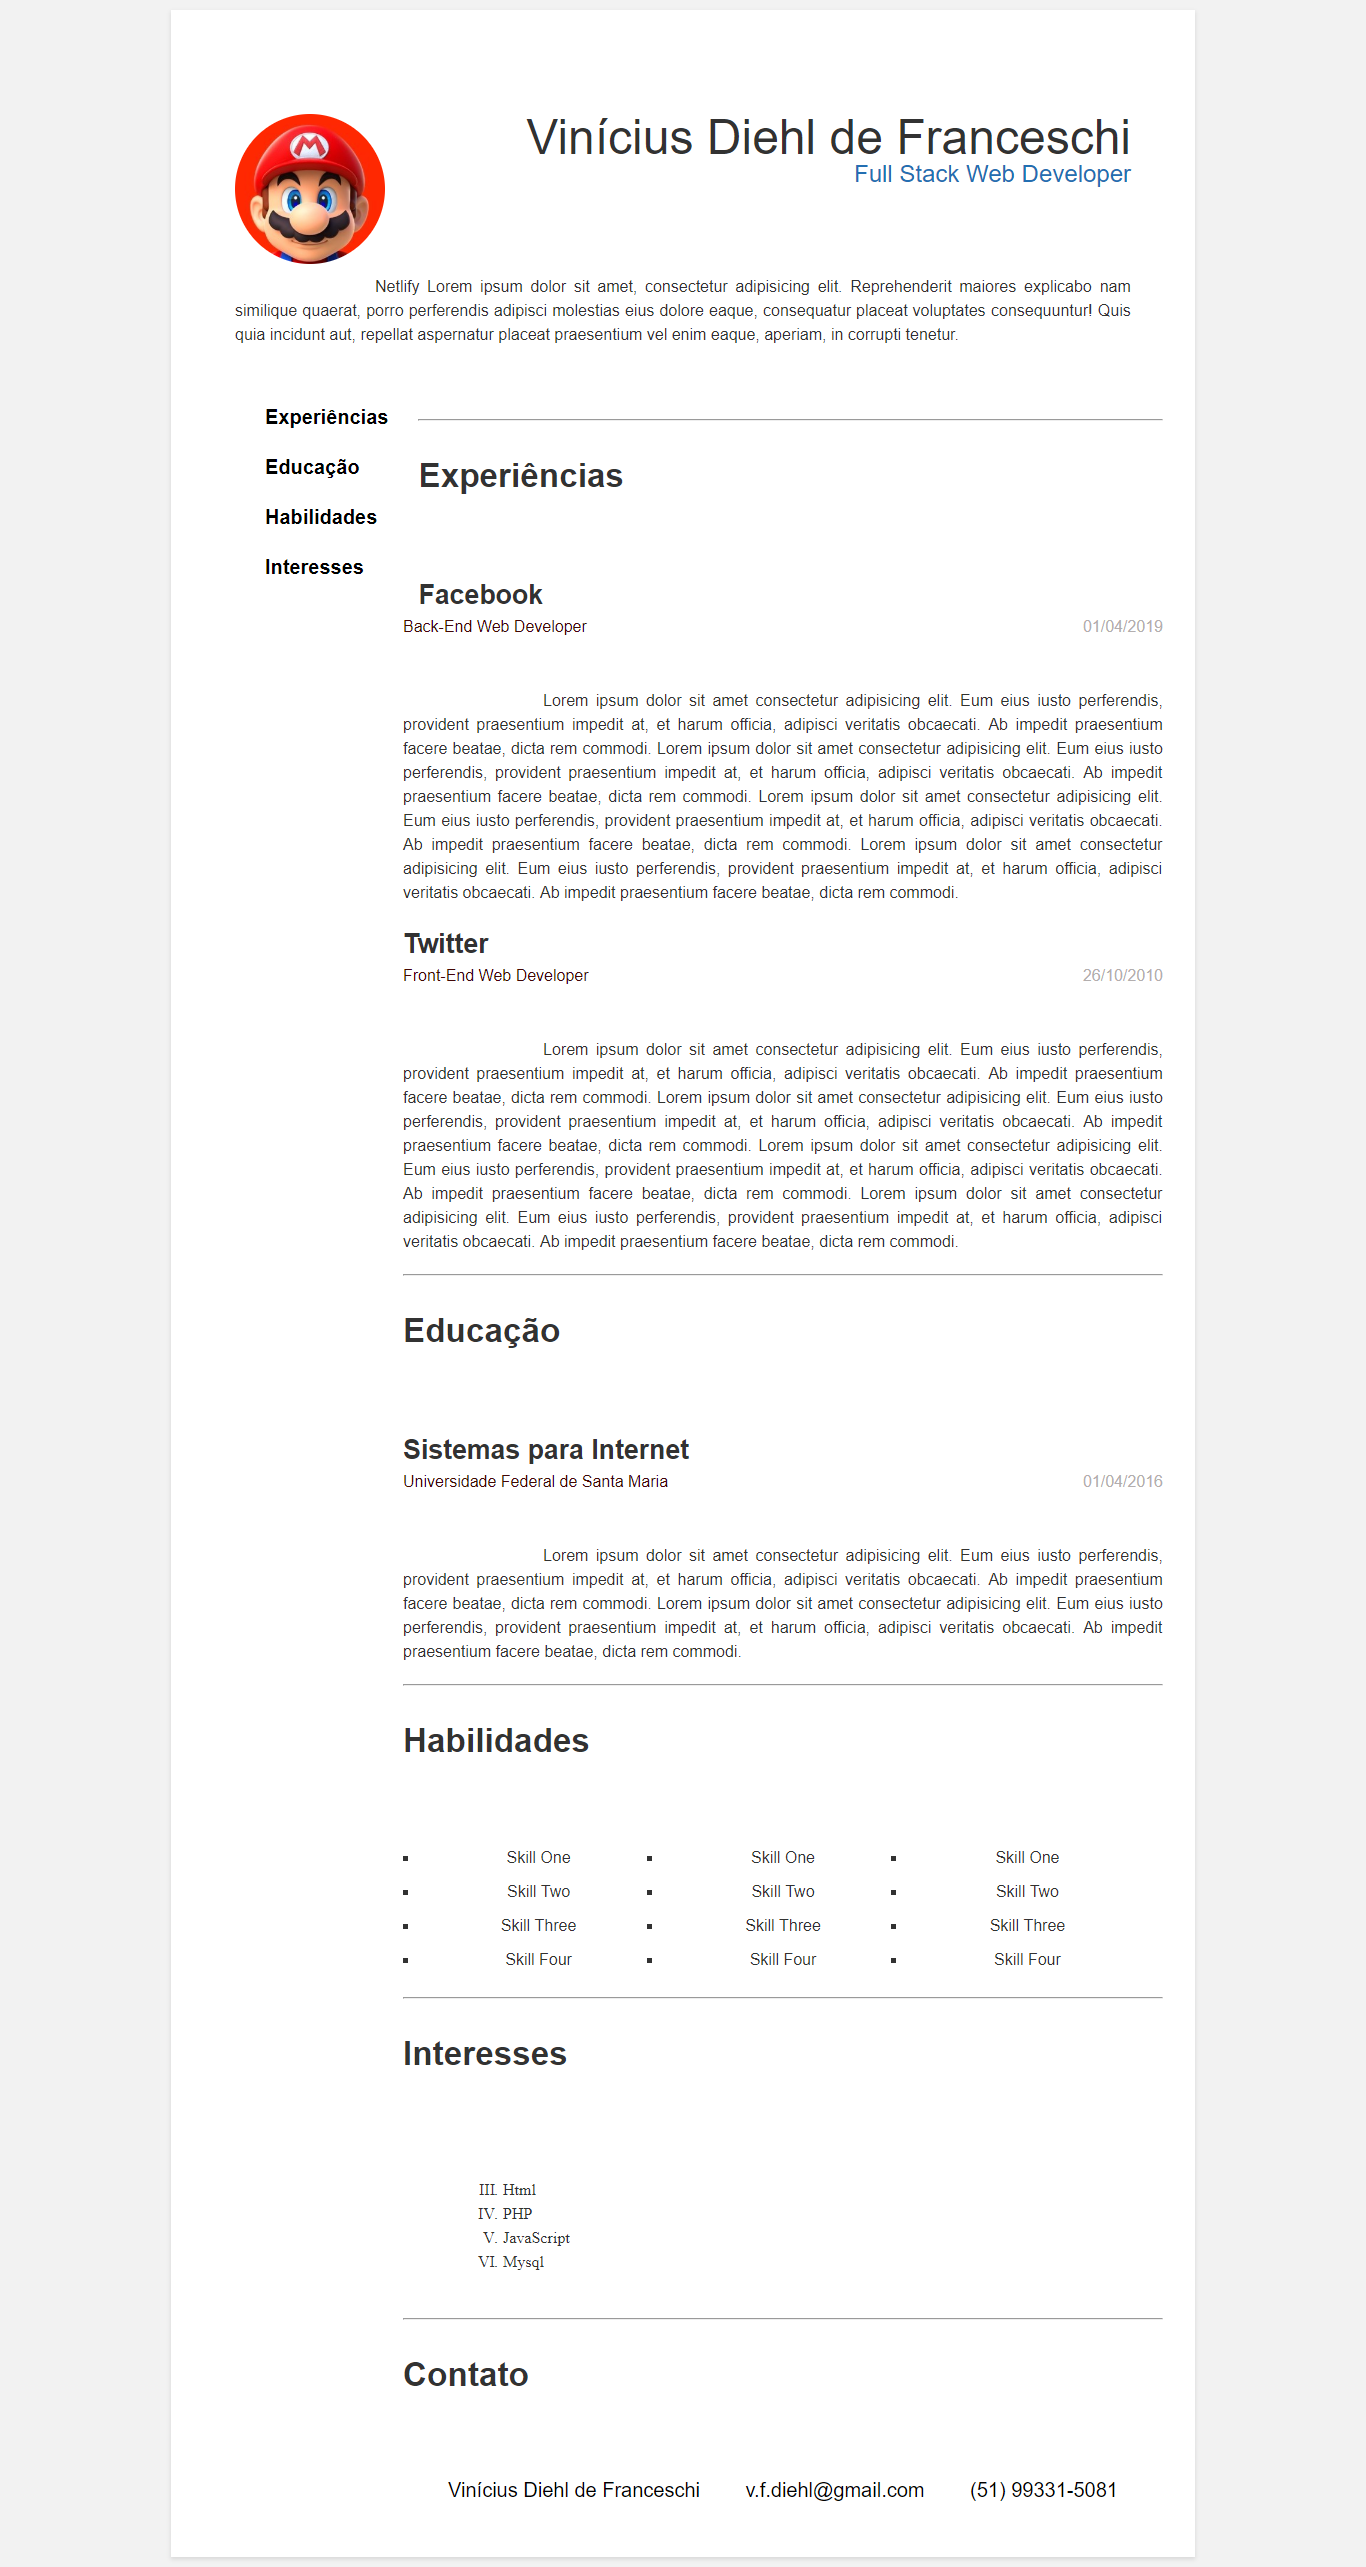 M
Vinícius Diehl de Franceschi
Full Stack Web Developer
Netlify Lorem ipsum dolor sit amet, consectetur adipisicing elit. Reprehenderit maiores explicabo nam
similique quaerat, porro perferendis adipisci molestias eius dolore eaque, consequatur placeat voluptates consequuntur! Quis
quia incidunt aut, repellat aspernatur placeat praesentium vel enim eaque, aperiam, in corrupti tenetur.
Experiências
Educação
Habilidades
Interesses
Experiências
Facebook
Back-End Web Developer 01/04/2019
Lorem ipsum dolor sit amet consectetur adipisicing elit. Eum eius iusto perferendis,
provident praesentium impedit at, et harum officia, adipisci veritatis obcaecati. Ab impedit praesentium
facere beatae, dicta rem commodi. Lorem ipsum dolor sit amet consectetur adipisicing elit. Eum eius iusto
perferendis, provident praesentium impedit at, et harum officia, adipisci veritatis obcaecati. Ab impedit
praesentium facere beatae, dicta rem commodi. Lorem ipsum dolor sit amet consectetur adipisicing elit.
Eum eius iusto perferendis, provident praesentium impedit at, et harum officia, adipisci veritatis obcaecati.
Ab impedit praesentium facere beatae, dicta rem commodi. Lorem ipsum dolor sit amet consectetur
adipisicing elit. Eum eius iusto perferendis, provident praesentium impedit at, et harum officia, adipisci
veritatis obcaecati. Ab impedit praesentium facere beatae, dicta rem commodi.
Twitter
Front-End Web Developer 26/10/2010
Lorem ipsum dolor sit amet consectetur adipisicing elit. Eum eius iusto perferendis,
provident praesentium impedit at, et harum officia, adipisci veritatis obcaecati. Ab impedit praesentium
facere beatae, dicta rem commodi. Lorem ipsum dolor sit amet consectetur adipisicing elit. Eum eius iusto
perferendis, provident praesentium impedit at, et harum officia, adipisci veritatis obcaecati. Ab impedit
praesentium facere beatae, dicta rem commodi. Lorem ipsum dolor sit amet consectetur adipisicing elit.
Eum eius iusto perferendis, provident praesentium impedit at, et harum officia, adipisci veritatis obcaecati.
Ab impedit praesentium facere beatae, dicta rem commodi. Lorem ipsum dolor sit amet consectetur
adipisicing elit. Eum eius iusto perferendis, provident praesentium impedit at, et harum officia, adipisci
veritatis obcaecati. Ab impedit praesentium facere beatae, dicta rem commodi.
Educação
Sistemas para Internet
Universidade Federal de Santa Maria 01/04/2016
Lorem ipsum dolor sit amet consectetur adipisicing elit. Eum eius iusto perferendis,
provident praesentium impedit at, et harum officia, adipisci veritatis obcaecati. Ab impedit praesentium
facere beatae, dicta rem commodi. Lorem ipsum dolor sit amet consectetur adipisicing elit. Eum eius iusto
perferendis, provident praesentium impedit at, et harum officia, adipisci veritatis obcaecati. Ab impedit
praesentium facere beatae, dicta rem commodi.
Habilidades
▪ Skill One ▪ Skill One ▪ Skill One
▪ Skill Two ▪ Skill Two ▪ Skill Two
▪ Skill Three ▪ Skill Three ▪ Skill Three
▪ Skill Four ▪ Skill Four ▪ Skill Four
Interesses
III. Html
IV. PHP
V. JavaScript
VI. Mysql
Contato
Vinícius Diehl de Franceschi v.f.diehl@gmail.com (51) 99331-5081